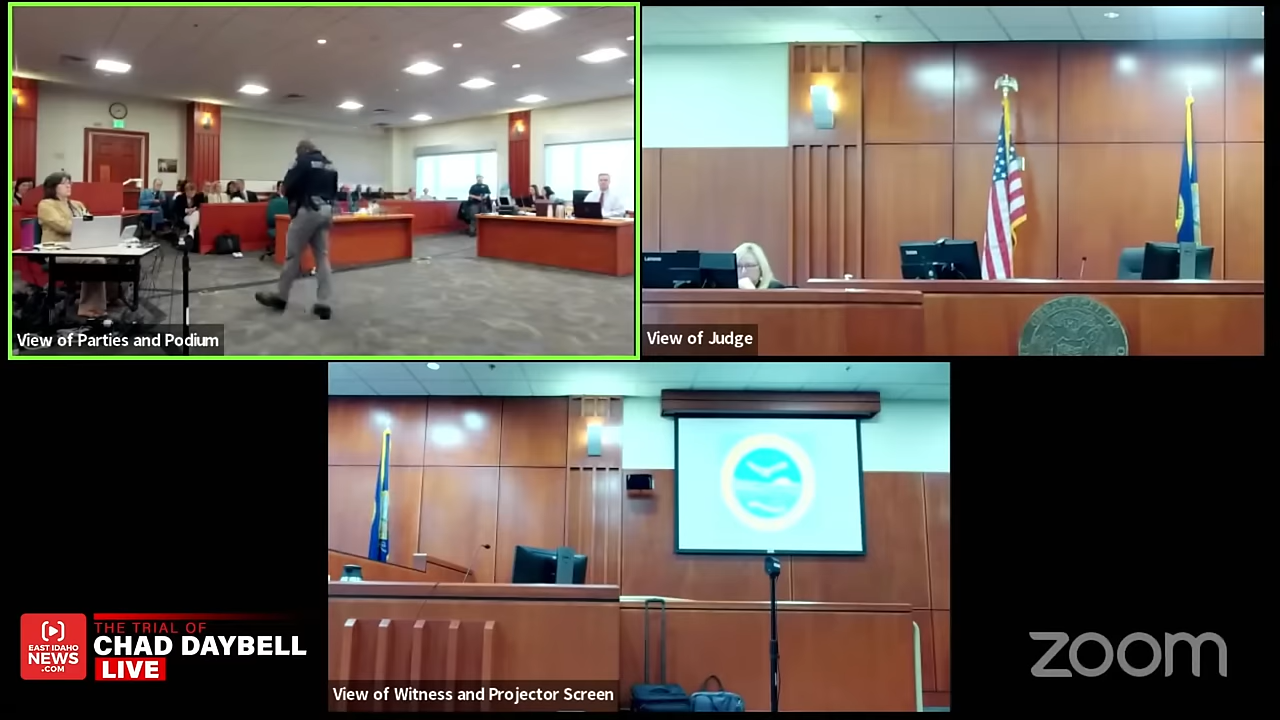 View of Parties and Podium
View of Judge
View of Witness and Projector Screen
EAST IDAHO
NEWS
.COM
THE TRIAL OF
CHAD DAYBELL
LIVE
zoom